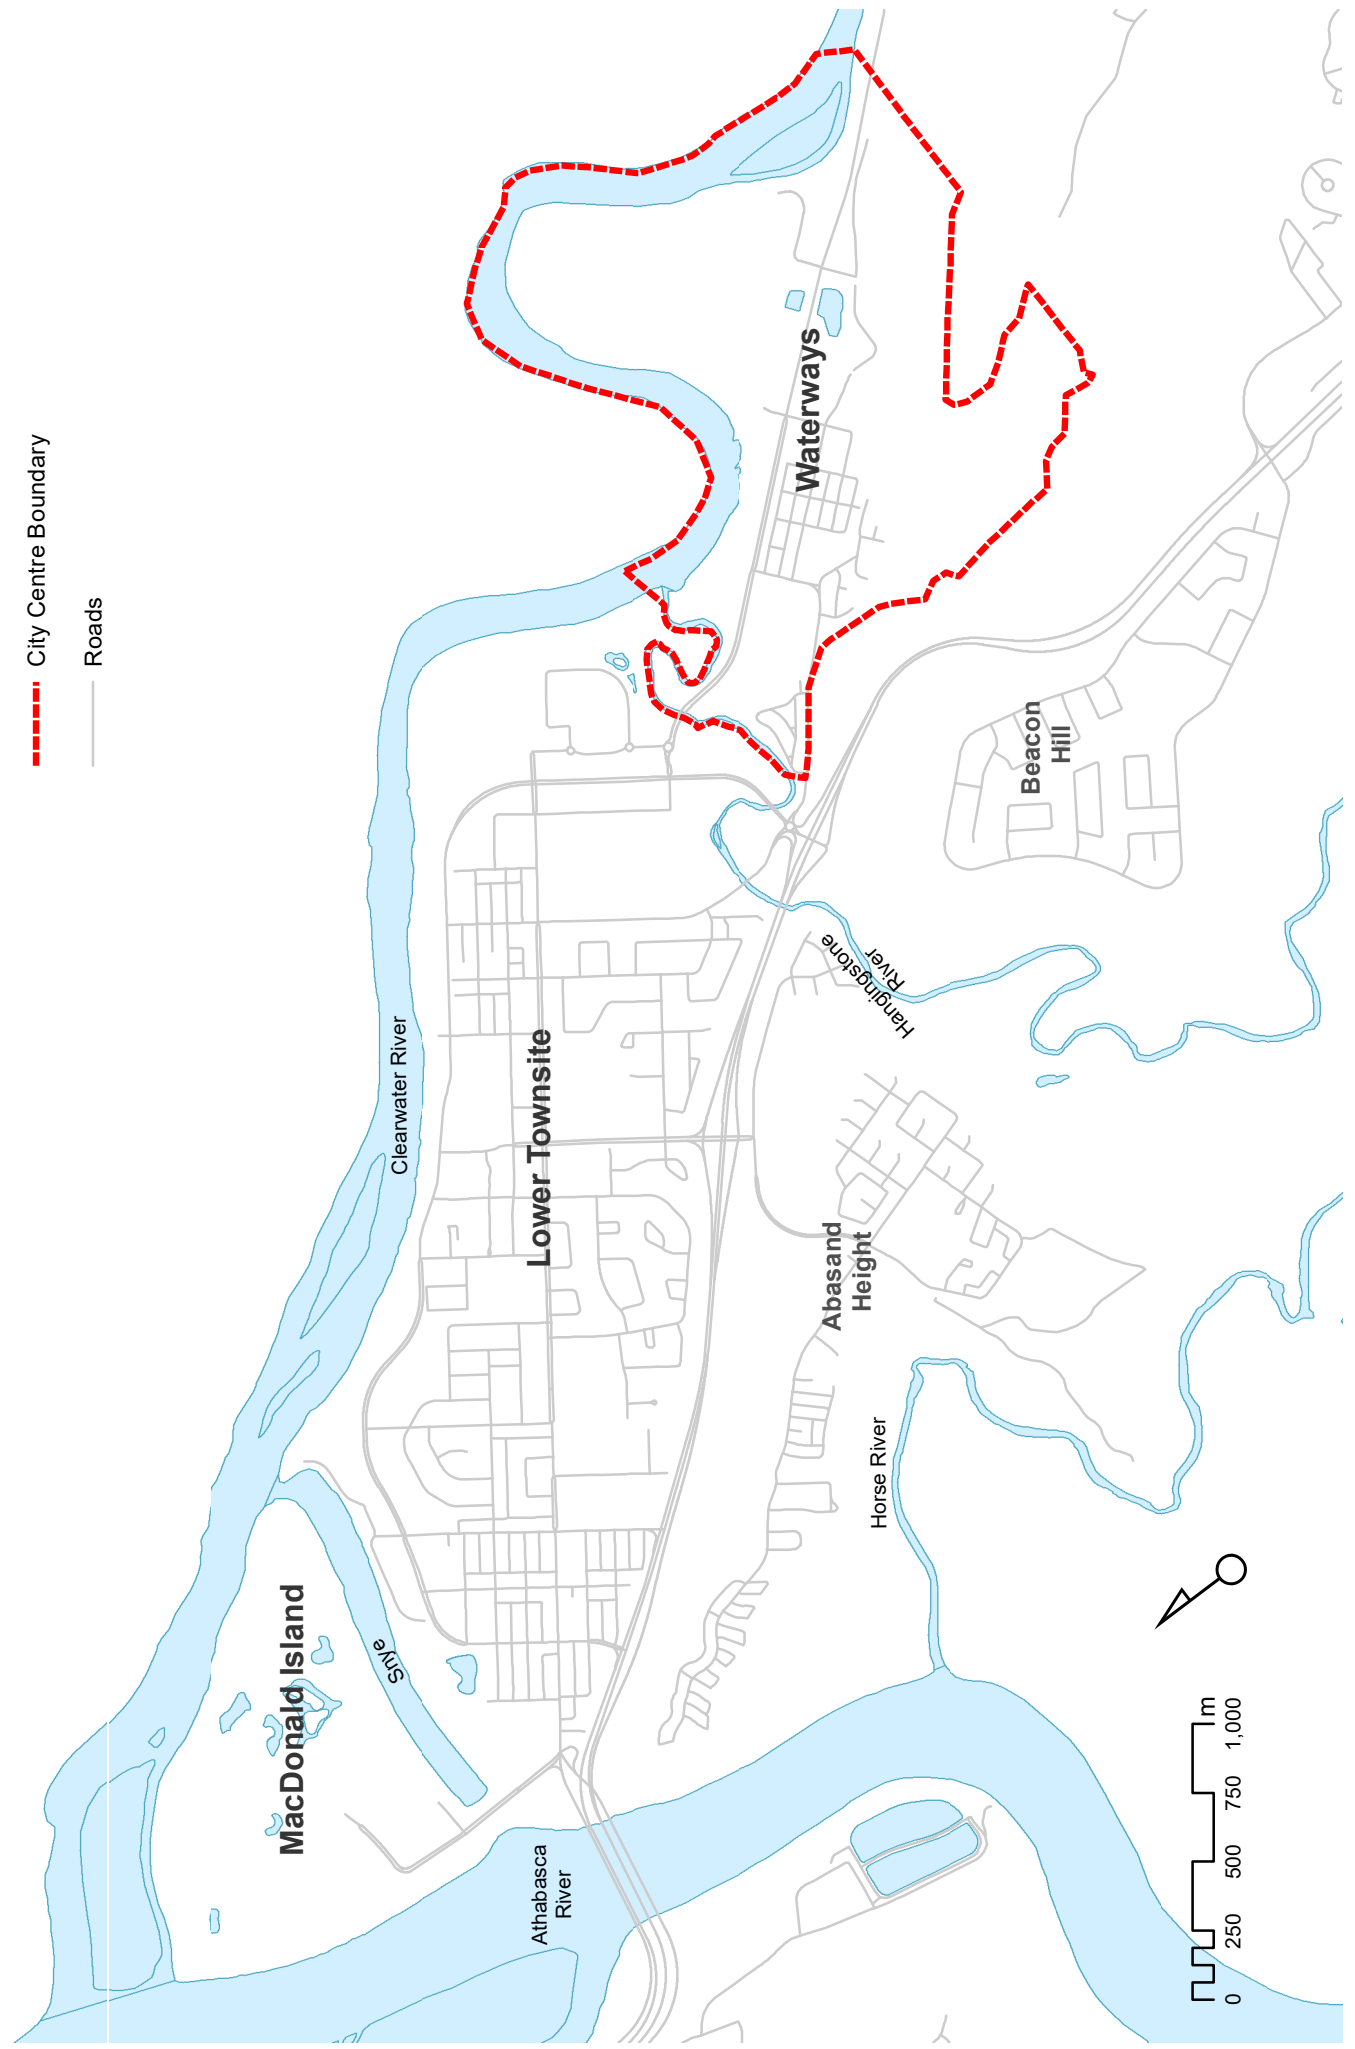 City Centre Boundary
Roads
MacDonald Island
Snye
Clearwater River
Lower Townsite
Athabasca
River
Waterways
Hangingstone
River
Abasand
Height
Beacon
Hill
Horse River
0 250 500 750 1,000
m